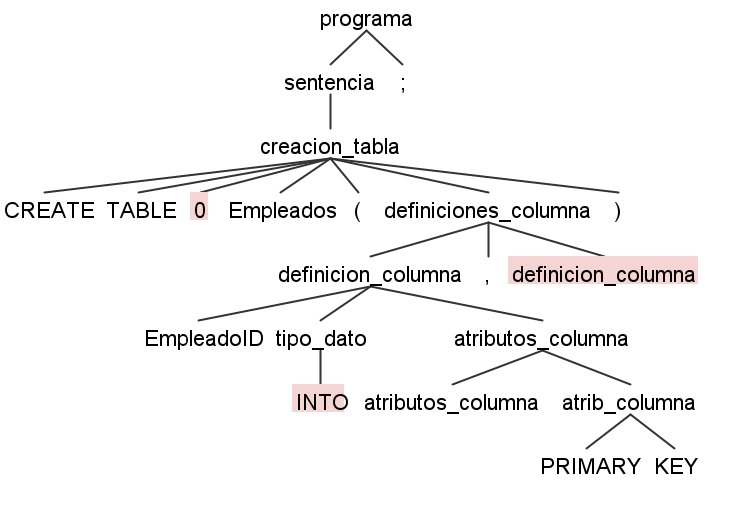 programa
sentencia ;
creacion_tabla
CREATE TABLE 0 Empleados ( definiciones_columna )
definicion_columna , definicion_columna
EmpleadoID tipo_dato atributos_columna
INTO atributos_columna atrib_columna
PRIMARY KEY